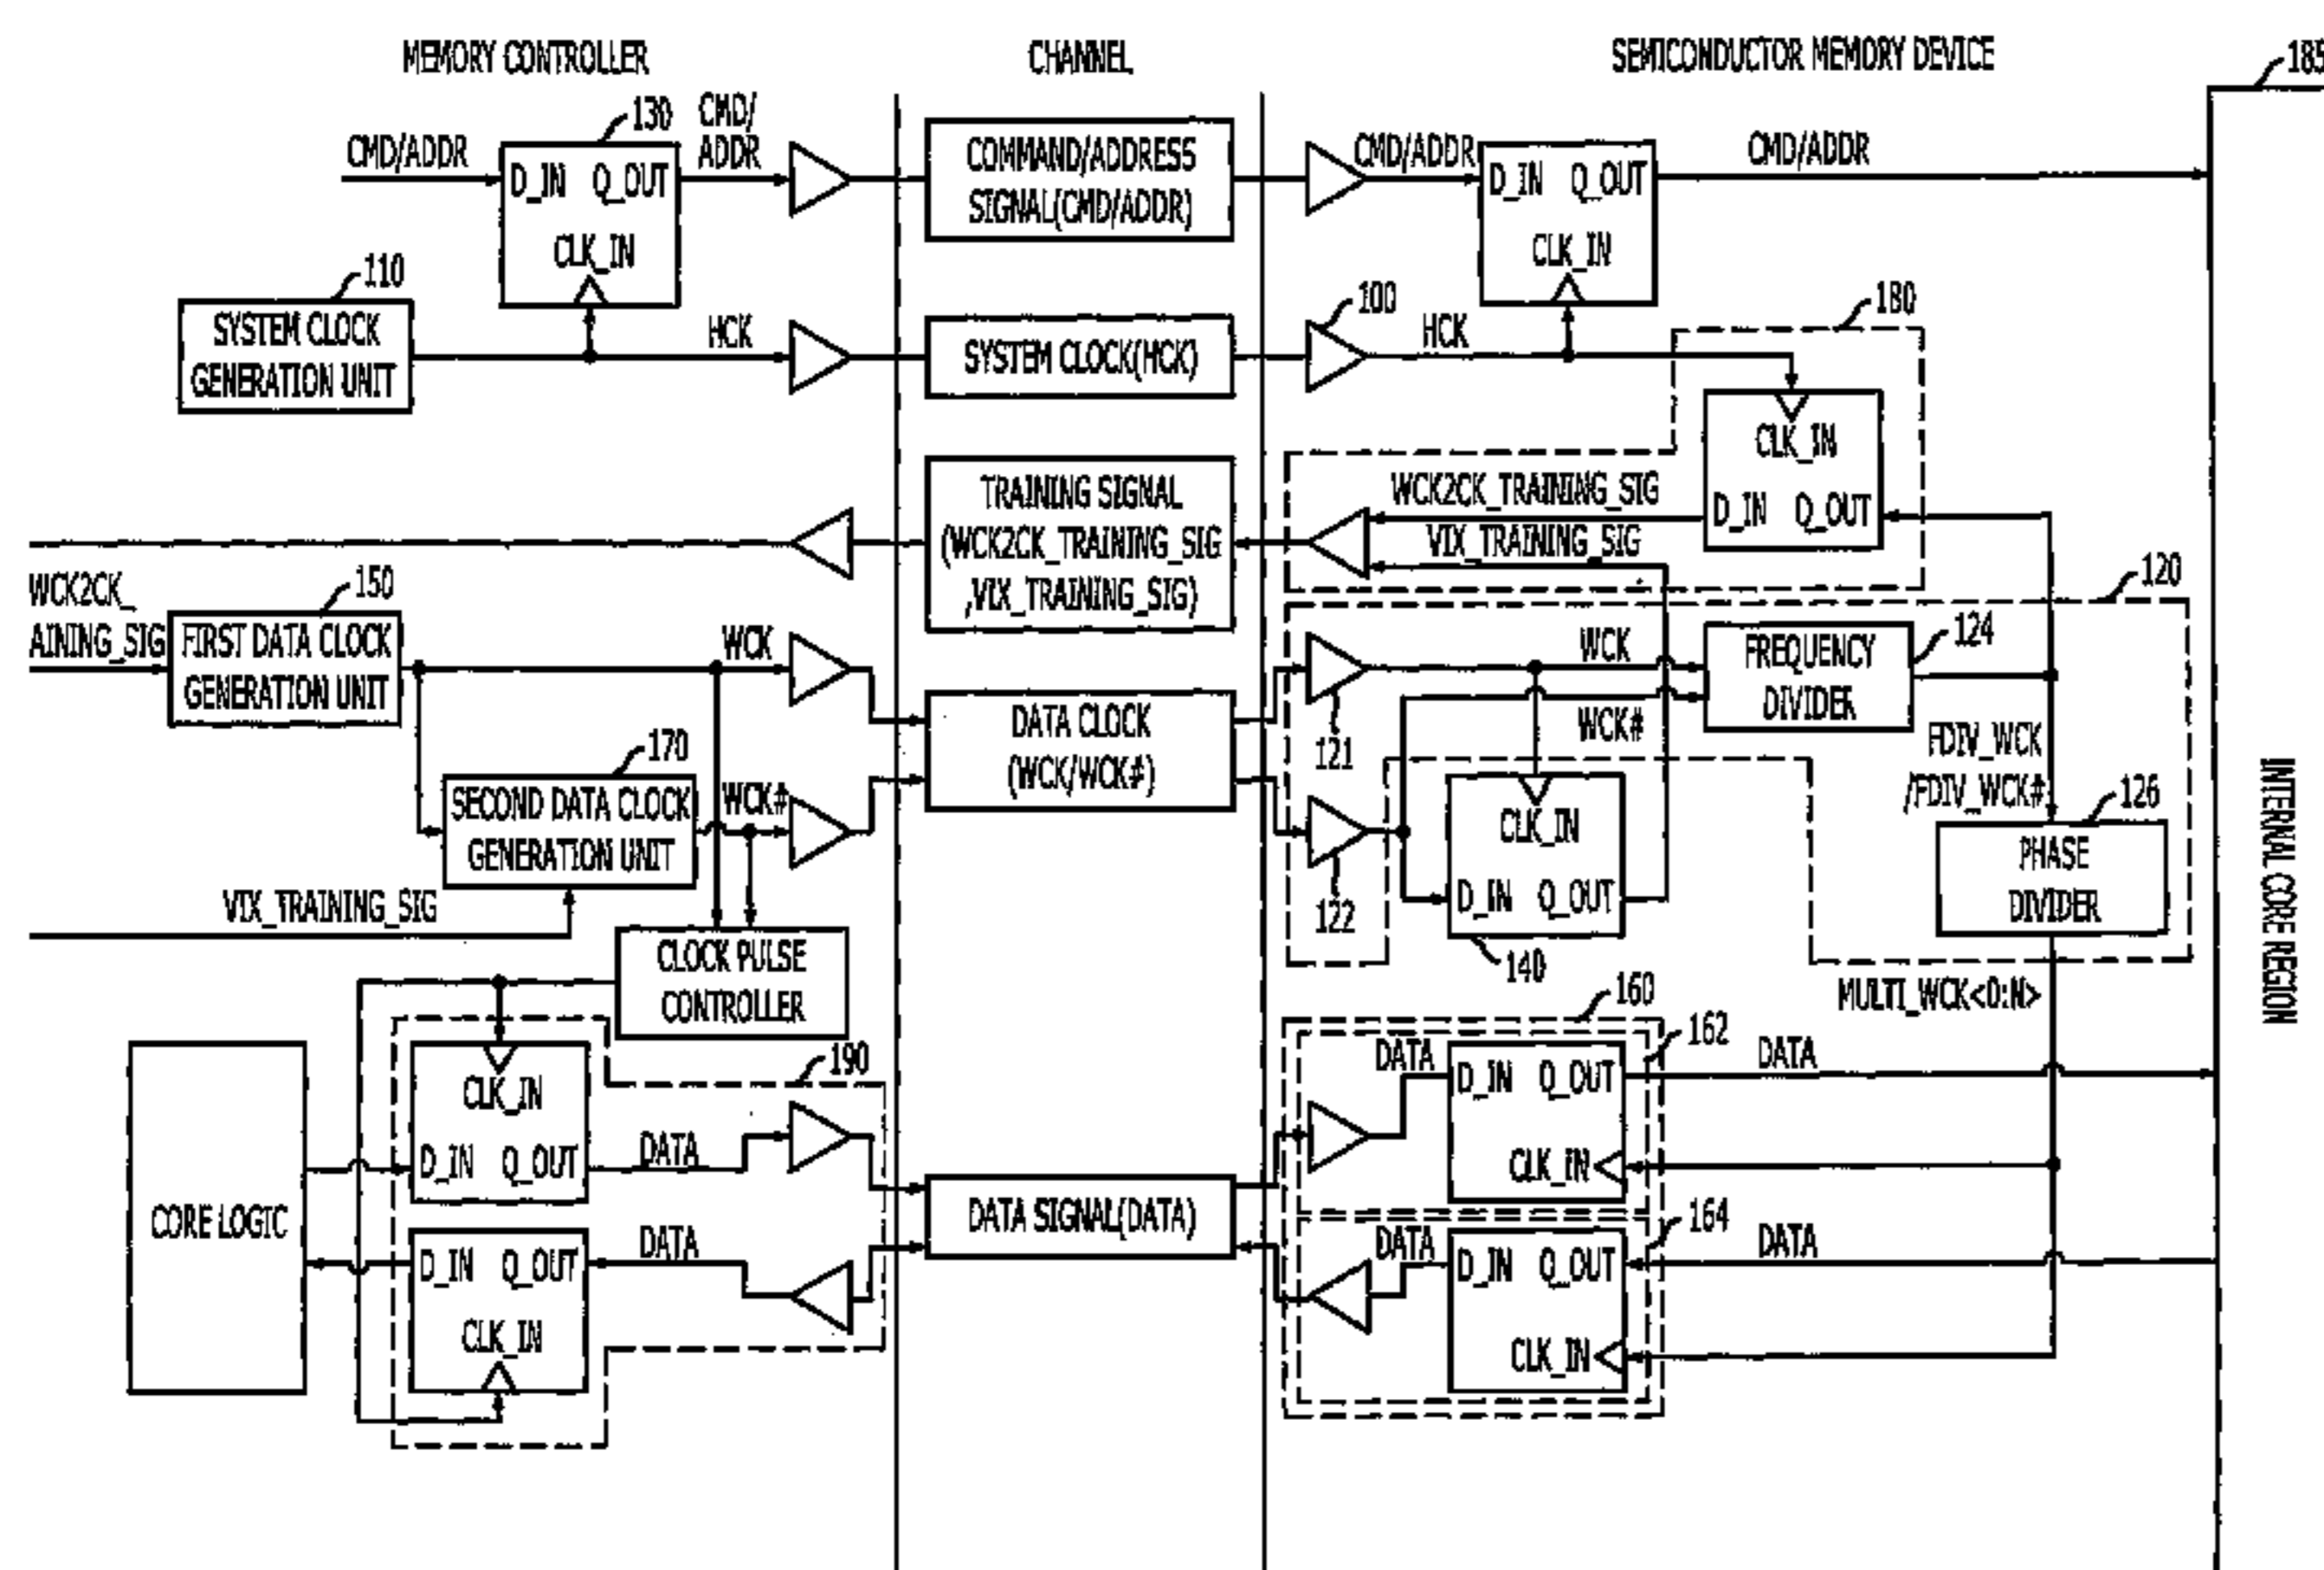 MEMORY CONTROLLER
CHANNEL
SEMICONDUCTOR MEMORY DEVICE
185
130
CMD/ADDR
CMD/
ADDR
D_IN Q_OUT
CLK_IN
COMMAND/ADDRESS
SIGNAL(CMD/ADDR)
CMD/ADDR
D_IN Q_OUT
CLK_IN
CMD/ADDR
110
SYSTEM CLOCK
GENERATION UNIT
HCK
SYSTEM CLOCK(HCK)
100
HCK
180
CLK_IN
D_IN Q_OUT
TRAINING SIGNAL
(WCK2CK_TRAINING_SIG
,VIX_TRAINING_SIG)
WCK2CK_TRAINING_SIG
VIX_TRAINING_SIG
WCK2CK_
AINING_SIG
150
FIRST DATA CLOCK
GENERATION UNIT
WCK
120
121
WCK
124
FREQUENCY
DIVIDER
WCK#
DATA CLOCK
(WCK/WCK#)
170
SECOND DATA CLOCK
GENERATION UNIT
WCK#
VIX_TRAINING_SIG
122
CLK_IN
D_IN Q_OUT
140
FDIV_WCK
/FDIV_WCK#
126
PHASE
DIVIDER
MULTI_WCK<0:N>
INTERNAL CORE REGION
CLOCK PULSE
CONTROLLER
190
CORE LOGIC
CLK_IN
D_IN Q_OUT
DATA
D_IN Q_OUT
CLK_IN
DATA
DATA SIGNAL(DATA)
160
162
DATA
D_IN Q_OUT
CLK_IN
DATA
164
DATA
D_IN Q_OUT
CLK_IN
DATA